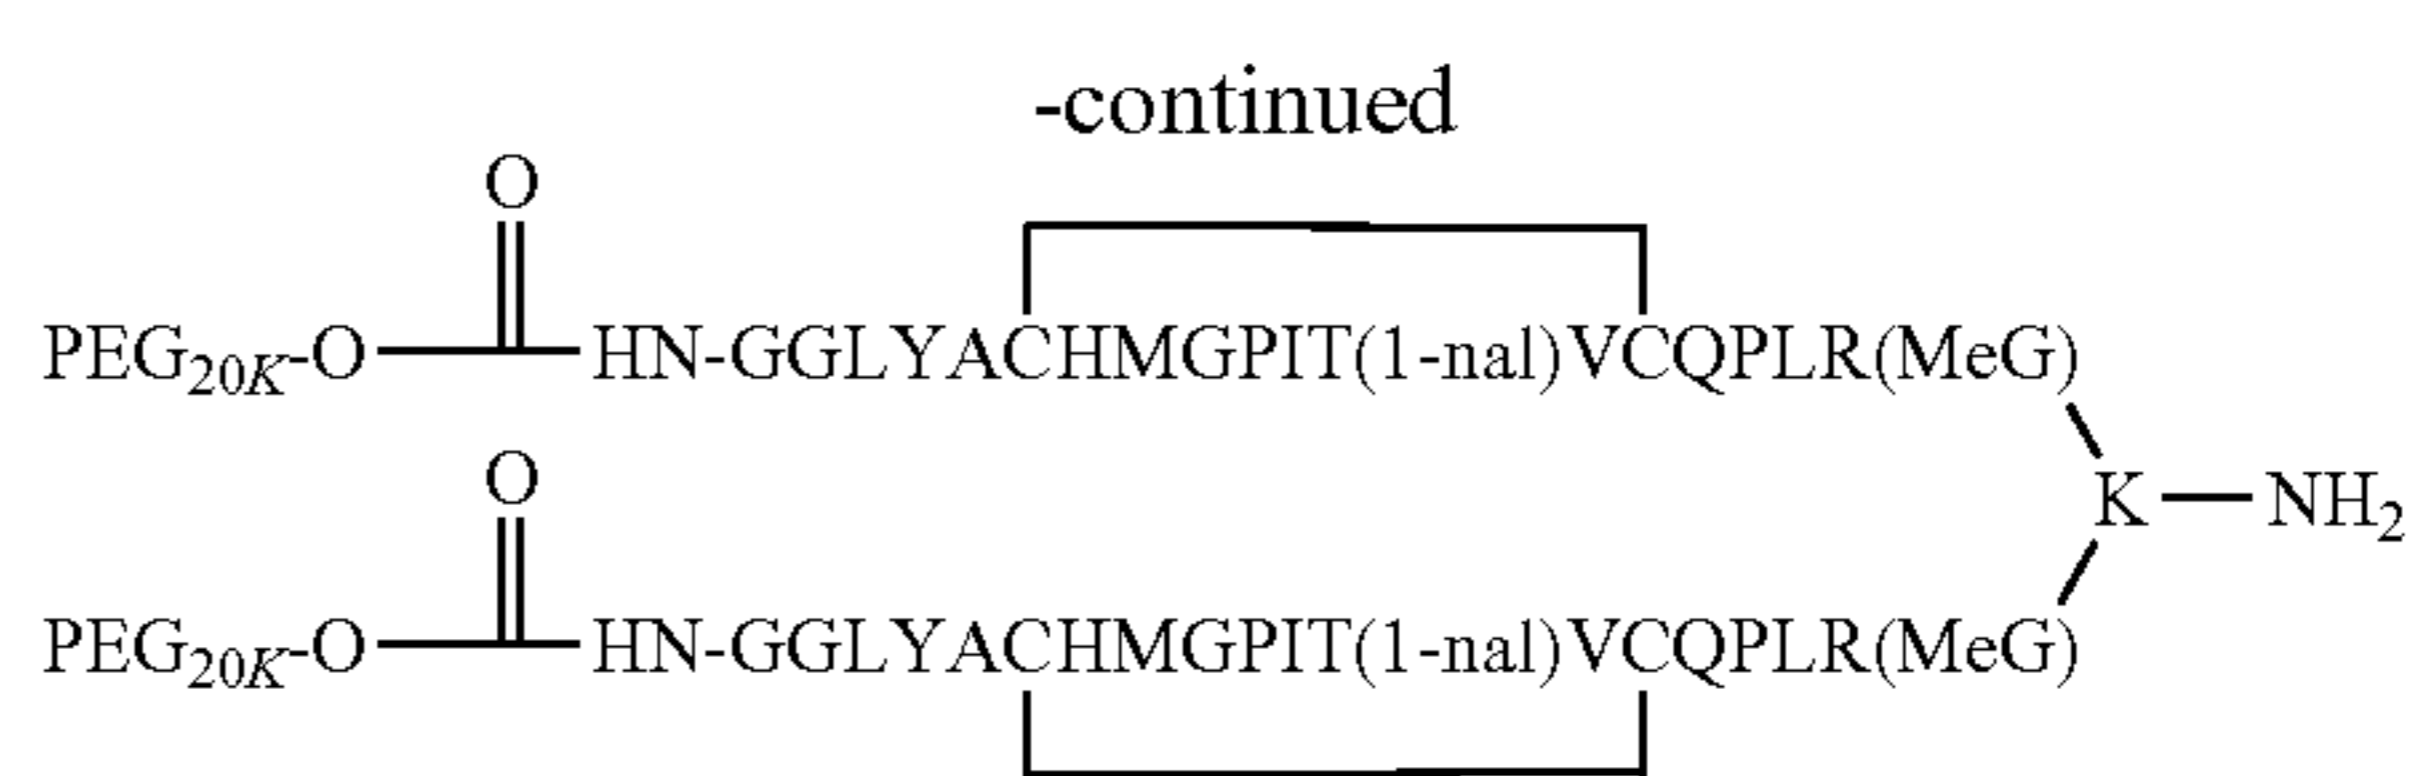 -continued
O
PEG20K-O HN-GGLYACHMGPIT(1-nal)VCQPLR(MeG)
O
K NH2
PEG20K-O HN-GGLYACHMGPIT(1-nal)VCQPLR(MeG)